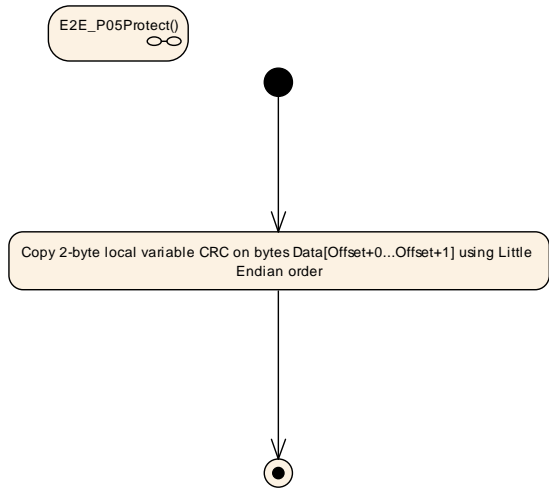 E2E_P05Protect()
Copy 2-byte local variable CRC on bytes Data[Offset+0...Offset+1] using Little
Endian order